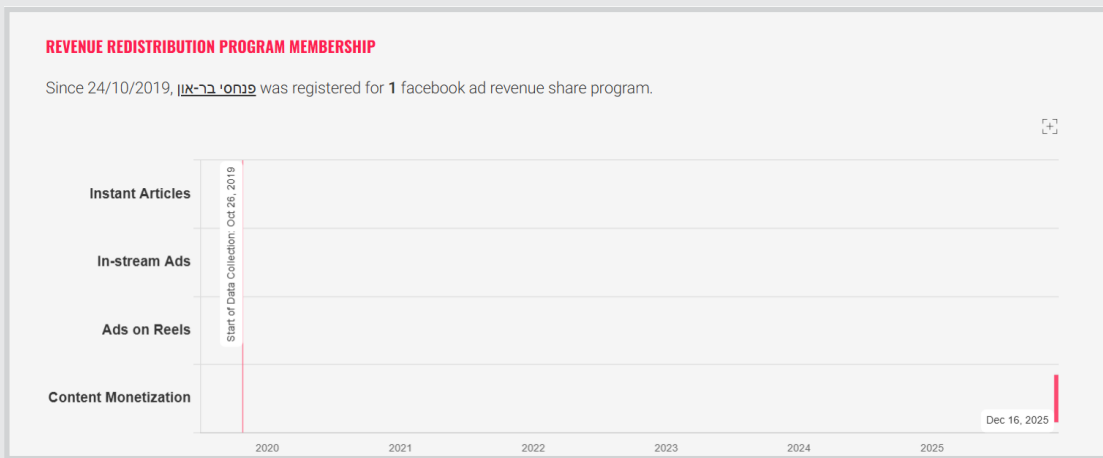 REVENUE REDISTRIBUTION PROGRAM MEMBERSHIP
Since 24/10/2019, פנחסי בר-און was registered for 1 facebook ad revenue share program.
Start of Data Collection: Oct 26, 2019
Instant Articles
In-stream Ads
Ads on Reels
Content Monetization
Dec 16, 2025
2020 2021 2022 2023 2024 2025